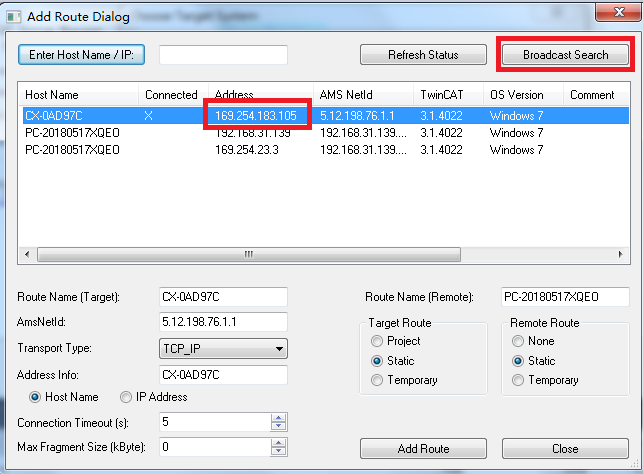 Add Route Dialog
Enter Host Name / IP: Refresh Status Broadcast Search
Host Name Connected Address AMS NetId TwinCAT OS Version Comment
CX-0AD97C X 169.254.183.105 5.12.198.76.1.1 3.1.4022 Windows 7
PC-20180517XQEO 192.168.31.139 192.168.31.139.... 3.1.4022 Windows 7
PC-20180517XQEO 169.254.23.3 192.168.31.139.... 3.1.4022 Windows 7
Route Name (Target): CX-0AD97C Route Name (Remote): PC-20180517XQEO
AmsNetId: 5.12.198.76.1.1 Target Route Remote Route
Transport Type: TCP_IP Project None
Address Info: CX-0AD97C Static Static
Host Name IP Address Temporary Temporary
Connection Timeout (s): 5
Max Fragment Size (kByte): 0 Add Route Close